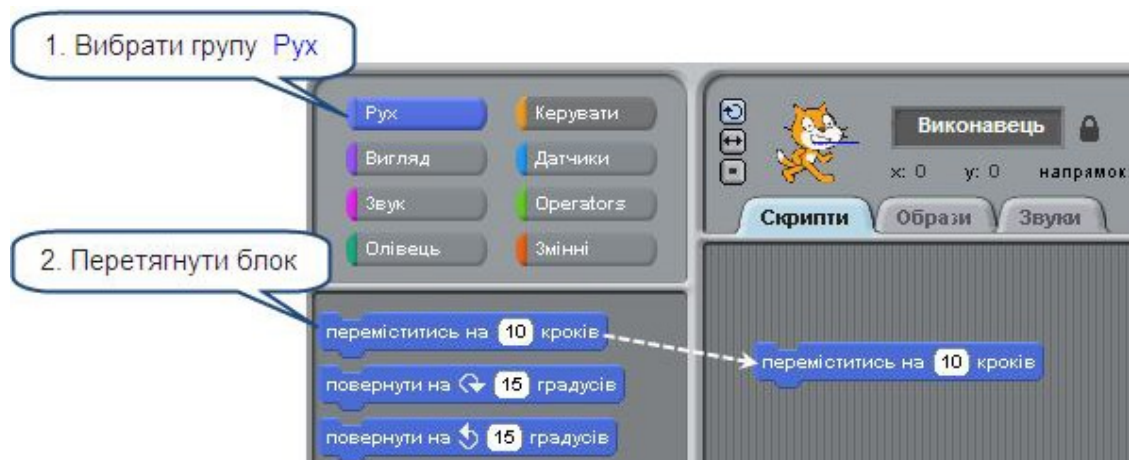 1. Вибрати групу Рух
Рух
Керувати
Вигляд
Датчики
Звук
Operators
Олівець
Змінні
Виконавець
x: 0 y: 0 напрямок
Скрипти
Образи
Звуки
2. Перетягнути блок
переміститись на 10 кроків
повернути на 15 градусів
повернути на 15 градусів
переміститись на 10 кроків